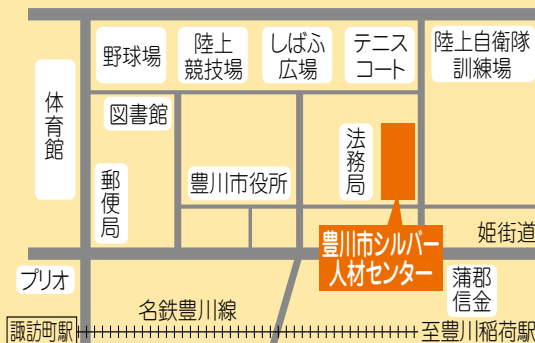 野球場
陸上
競技場
しばふ
広場
テニス
コート
陸上自衛隊
訓練場
体育館
図書館
郵便局
豊川市役所
法務局
豊川市シルバー
人材センター
姫街道
プリオ
蒲郡
信金
名鉄豊川線
諏訪町駅
至豊川稲荷駅